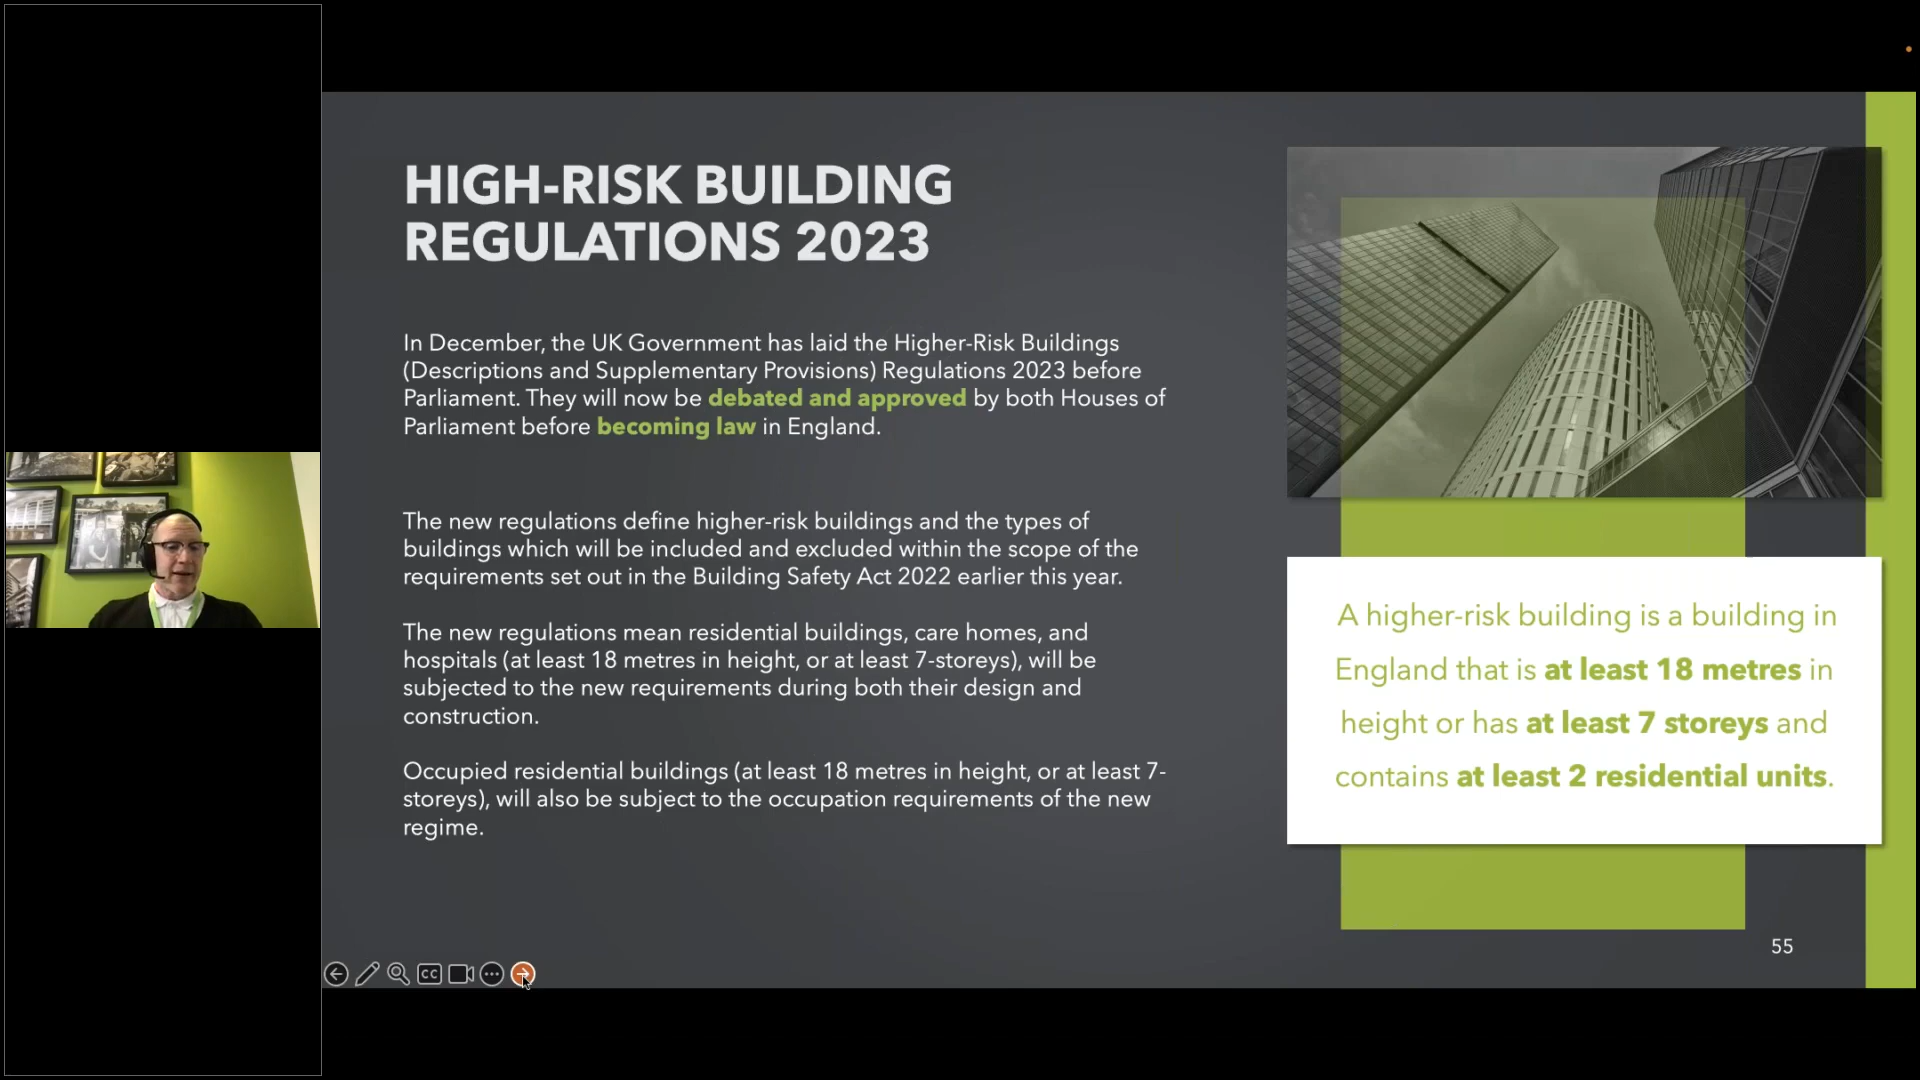 HIGH-RISK BUILDING
REGULATIONS 2023
In December, the UK Government has laid the Higher-Risk Buildings
(Descriptions and Supplementary Provisions) Regulations 2023 before
Parliament. They will now be debated and approved by both Houses of
Parliament before becoming law in England.
The new regulations define higher-risk buildings and the types of
buildings which will be included and excluded within the scope of the
requirements set out in the Building Safety Act 2022 earlier this year.
The new regulations mean residential buildings, care homes, and
hospitals (at least 18 metres in height, or at least 7-storeys), will be
subjected to the new requirements during both their design and
construction.
Occupied residential buildings (at least 18 metres in height, or at least 7-
storeys), will also be subject to the occupation requirements of the new
regime.
A higher-risk building is a building in
England that is at least 18 metres in
height or has at least 7 storeys and
contains at least 2 residential units.
55
CC